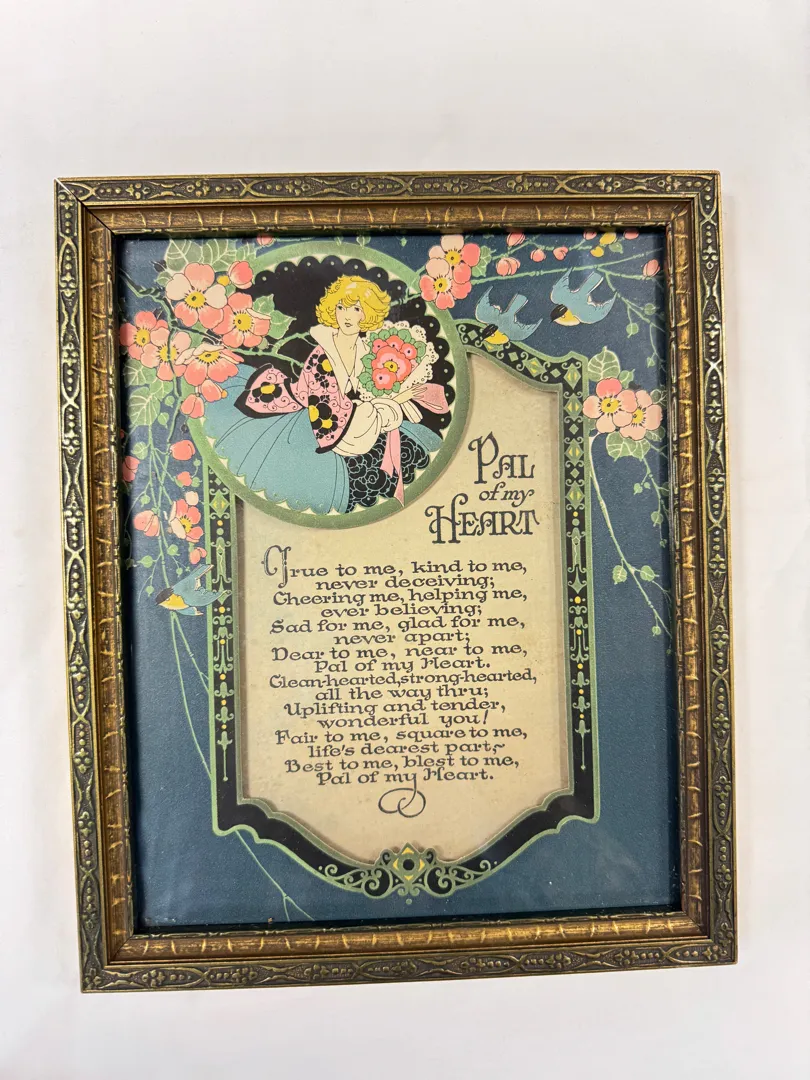 PAL
of my
HEART
True to me, kind to me,
never deceiving;
Cheering me, helping me,
ever believing;
Sad for me, glad for me,
never apart;
Dear to me, near to me,
Pal of my Heart.
Clean-hearted, strong-hearted,
all the way thru;
Uplifting and tender,
wonderful you!
Fair to me, square to me,
life's dearest part~
Best to me, blest to me,
Pal of my Heart.